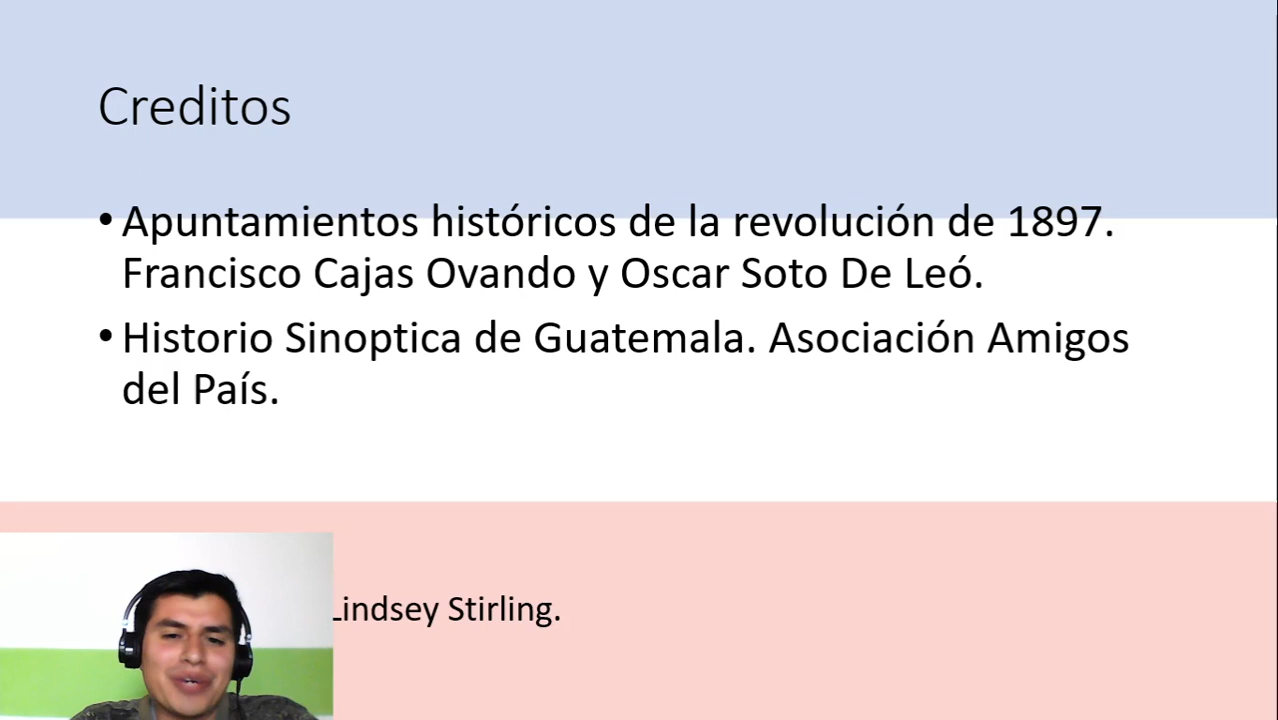 Creditos
• Apuntamientos históricos de la revolución de 1897.
Francisco Cajas Ovando y Oscar Soto De Leó.
• Historio Sinoptica de Guatemala. Asociación Amigos
del País.
Lindsey Stirling.